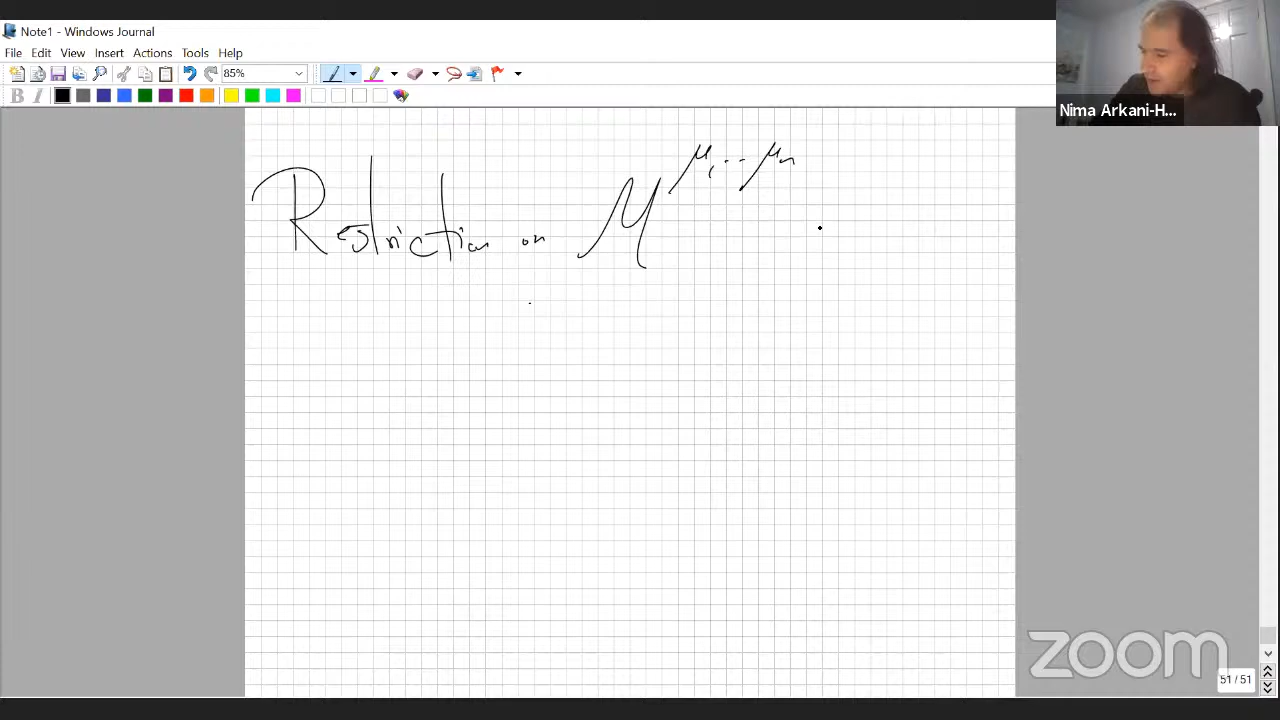 Note1 - Windows Journal
File Edit View Insert Actions Tools Help
85%
B I
Nima Arkani-H...
Restriction on M^{μ₁...μₙ}
zoom
51 / 51